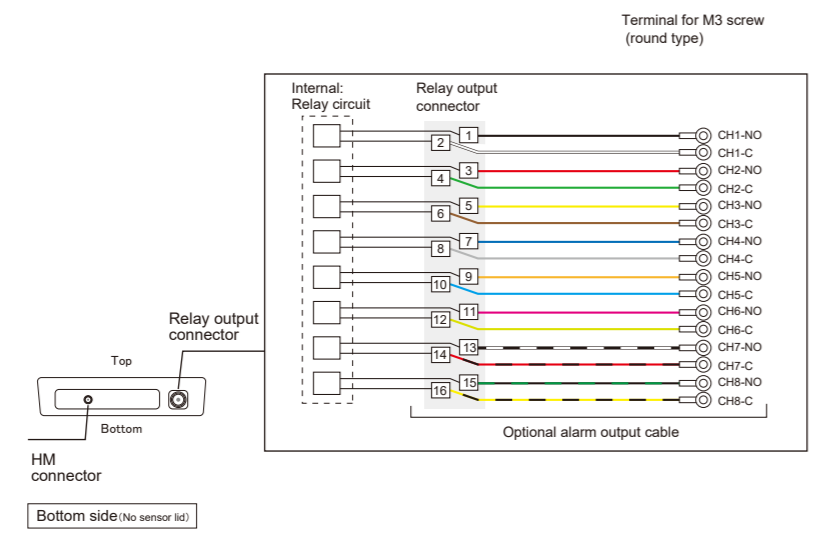 Terminal for M3 screw
(round type)
Internal:
Relay circuit
Relay output
connector
1
2
CH1-NO
CH1-C
3
4
CH2-NO
CH2-C
5
6
CH3-NO
CH3-C
7
8
CH4-NO
CH4-C
9
10
CH5-NO
CH5-C
11
12
CH6-NO
CH6-C
13
14
CH7-NO
CH7-C
15
16
CH8-NO
CH8-C
Optional alarm output cable
Relay output
connector
Top
Bottom
HM
connector
Bottom side (No sensor lid)